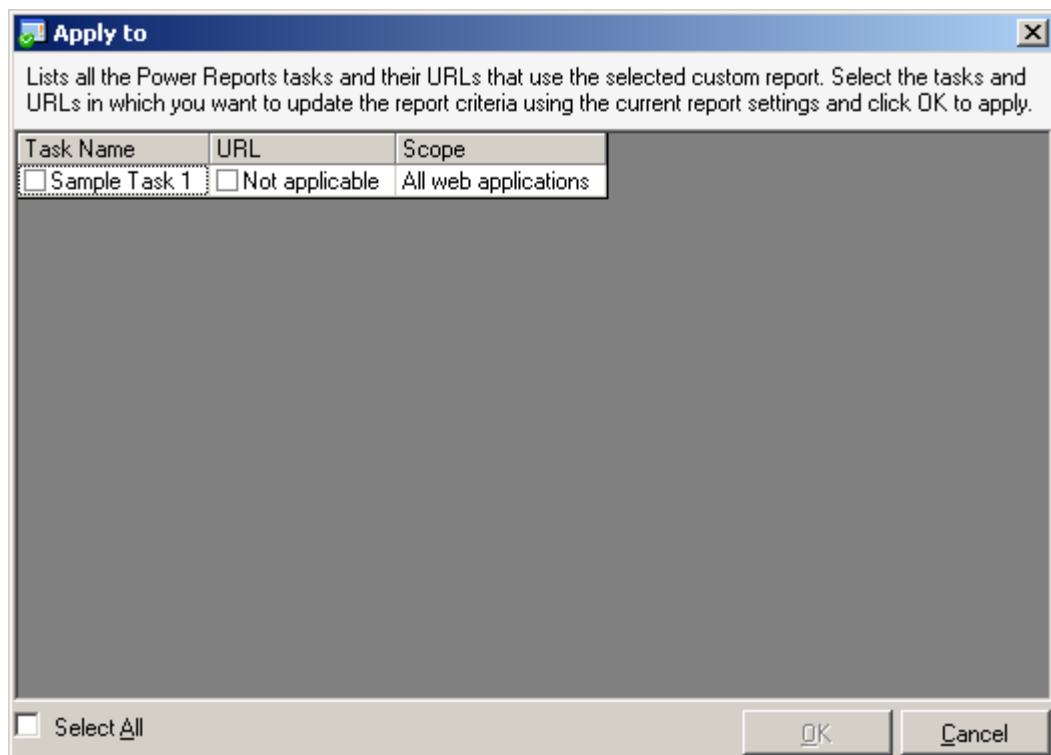 Apply to
Lists all the Power Reports tasks and their URLs that use the selected custom report. Select the tasks and
URLs in which you want to update the report criteria using the current report settings and click OK to apply.
Task Name URL Scope
Sample Task 1 Not applicable All web applications
Select All OK Cancel